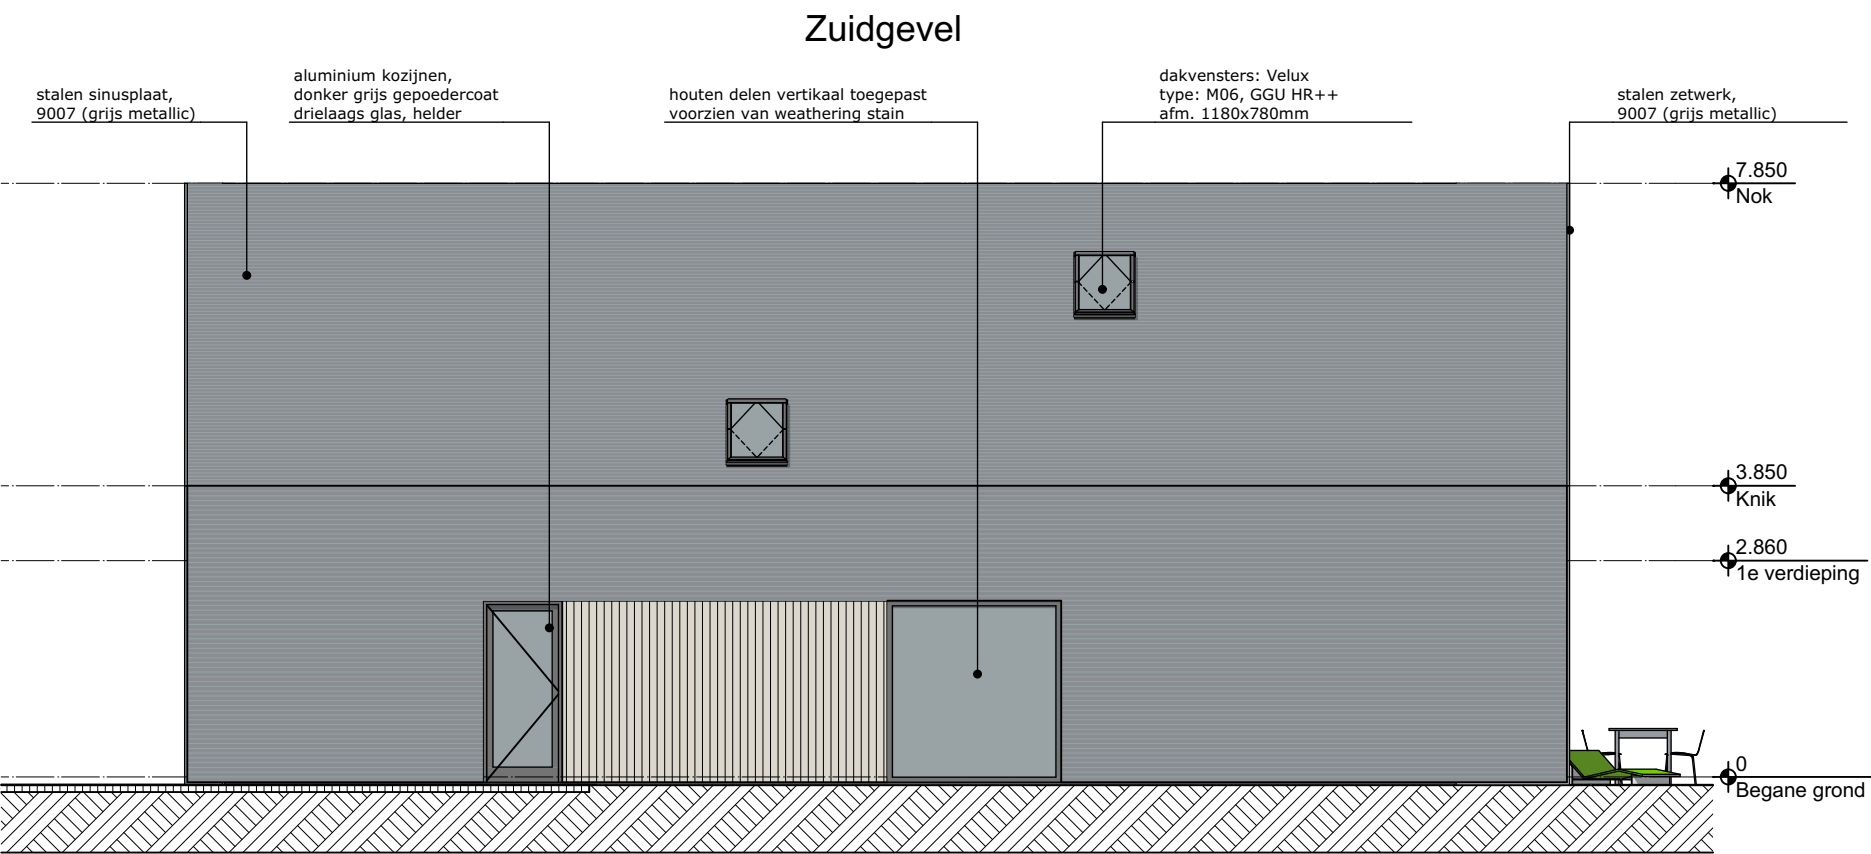 Zuidgevel
stalen sinusplaat,
9007 (grijs metallic)
aluminium kozijnen,
donker grijs gepoedercoat
drielaags glas, helder
houten delen vertikaal toegepast
voorzien van weathering stain
dakvensters: Velux
type: M06, GGU HR++
afm. 1180x780mm
stalen zetwerk,
9007 (grijs metallic)
7.850
Nok
3.850
Knik
2.860
1e verdieping
0
Begane grond